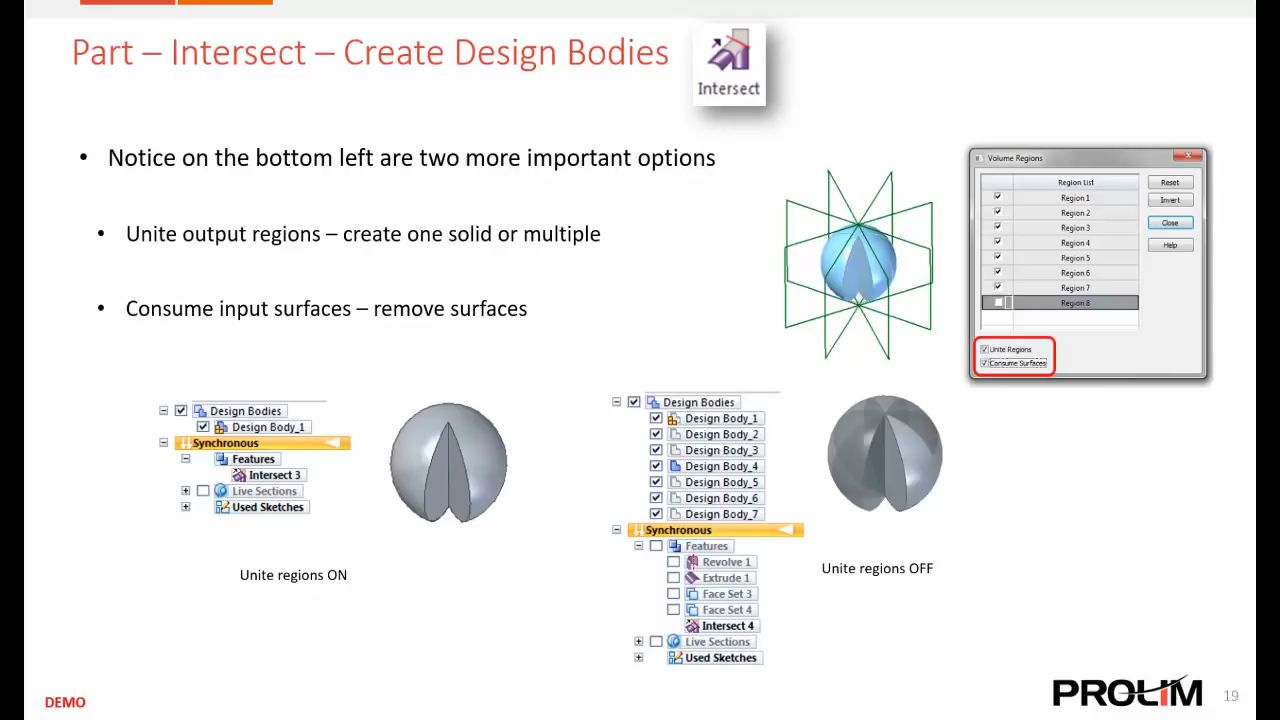 Part – Intersect – Create Design Bodies
Intersect
• Notice on the bottom left are two more important options
• Unite output regions – create one solid or multiple
• Consume input surfaces – remove surfaces
Volume Regions
Region List
Region 1
Region 2
Region 3
Region 4
Region 5
Region 6
Region 7
Region 8
Reset
Invert
Close
Help
Unite Regions
Consume Surfaces
Design Bodies
Design Body_1
Synchronous
Features
Intersect 3
Live Sections
Used Sketches
Unite regions ON
Design Bodies
Design Body_1
Design Body_2
Design Body_3
Design Body_4
Design Body_5
Design Body_6
Design Body_7
Synchronous
Features
Revolve 1
Extrude 1
Face Set 3
Face Set 4
Intersect 4
Live Sections
Used Sketches
Unite regions OFF
DEMO
PROLIM
19